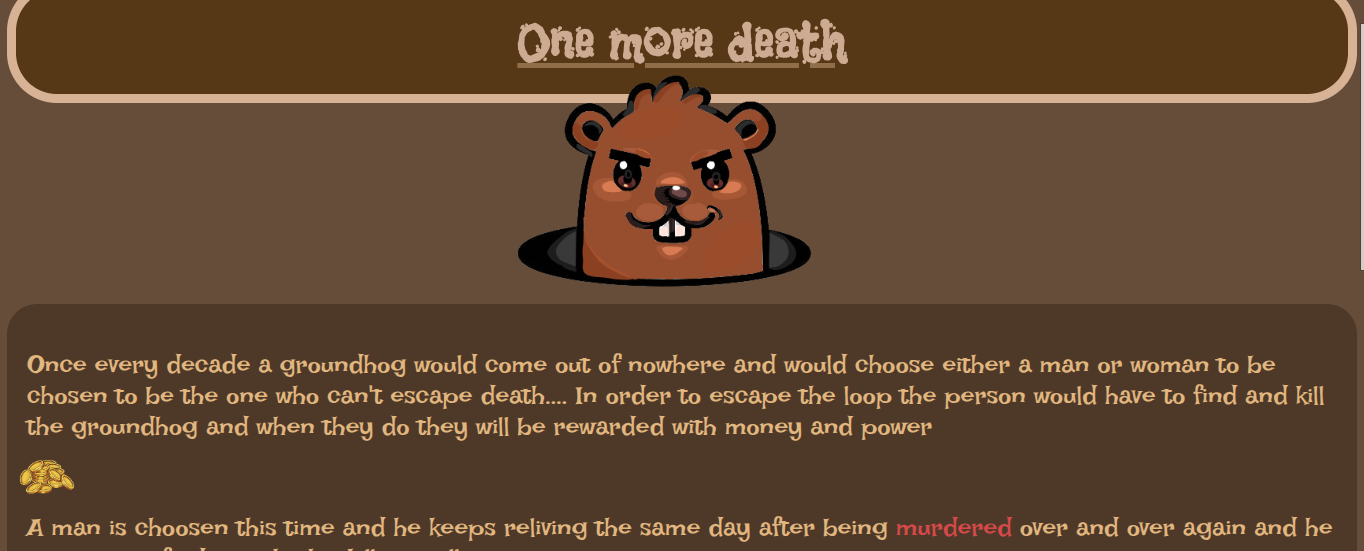 One more death
Once every decade a groundhog would come out of nowhere and would choose either a man or woman to be
chosen to be the one who can't escape death.... In order to escape the loop the person would have to find and kill
the groundhog and when they do they will be rewarded with money and power
A man is choosen this time and he keeps reliving the same day after being murdered over and over again and he